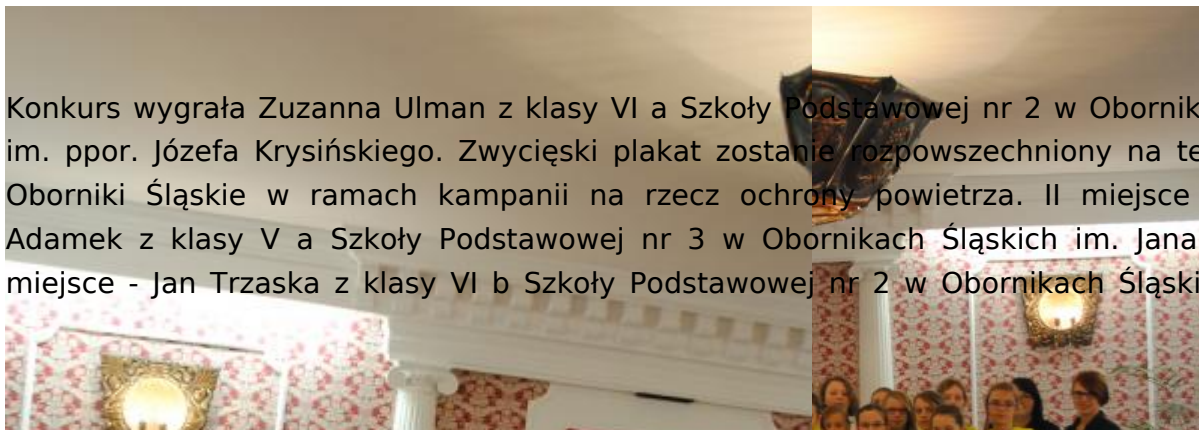 Konkurs wygrała Zuzanna Ulman z klasy VI a Szkoły Podstawowej nr 2 w Obornik
im. ppor. Józefa Krysińskiego. Zwycięski plakat zostanie rozpowszechniony na te
Oborniki Śląskie w ramach kampanii na rzecz ochrony powietrza. II miejsce
Adamek z klasy V a Szkoły Podstawowej nr 3 w Obornikach Śląskich im. Jana
miejsce - Jan Trzaska z klasy VI b Szkoły Podstawowej nr 2 w Obornikach Śląski